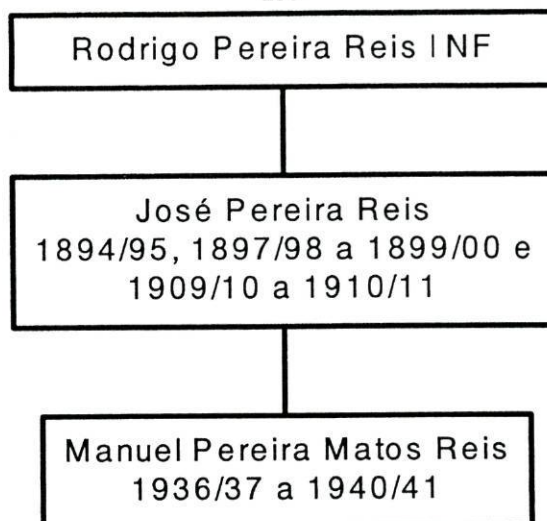 Rodrigo Pereira Reis I NF
José Pereira Reis
1894/95, 1897/98 a 1899/00 e
1909/10 a 1910/11
Manuel Pereira Matos Reis
1936/37 a 1940/41